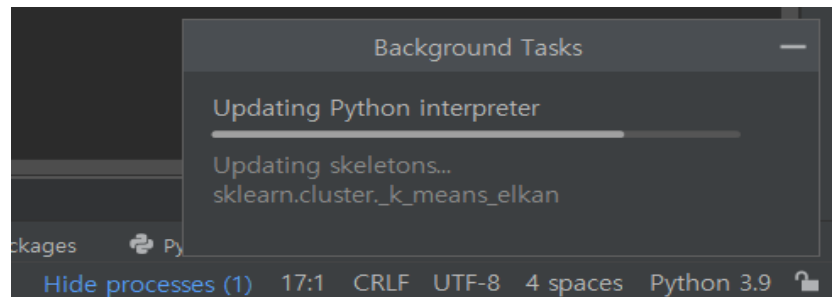 Background Tasks
Updating Python interpreter
Updating skeletons...
sklearn.cluster._k_means_elkan
ckages Py
Hide processes (1) 17:1 CRLF UTF-8 4 spaces Python 3.9